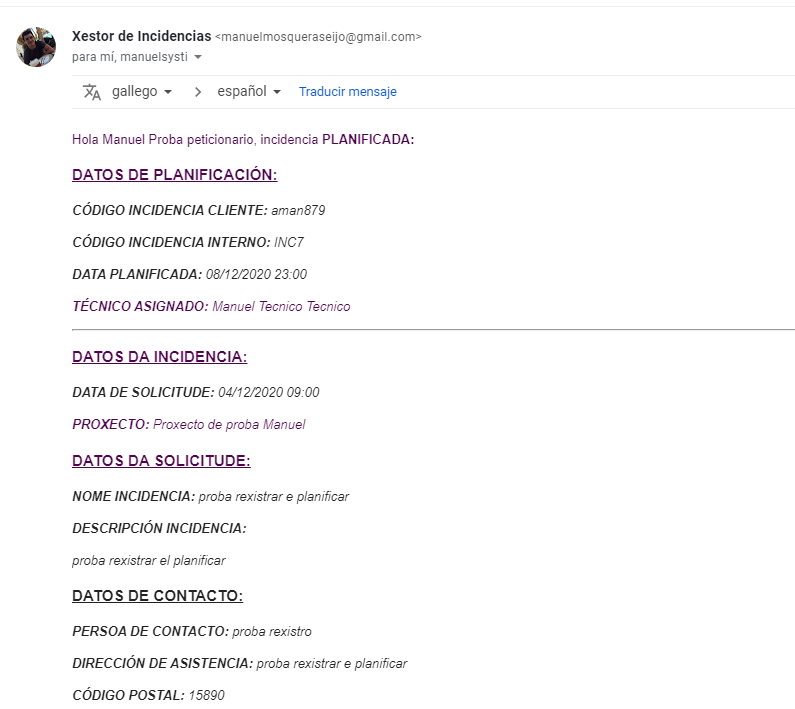 Xestor de Incidencias <manuelmosqueraseijo@gmail.com>
para mí, manuelsysti
gallego > español Traducir mensaje
Hola Manuel Proba peticionario, incidencia PLANIFICADA:
DATOS DE PLANIFICACIÓN:
CÓDIGO INCIDENCIA CLIENTE: aman879
CÓDIGO INCIDENCIA INTERNO: INC7
DATA PLANIFICADA: 08/12/2020 23:00
TÉCNICO ASIGNADO: Manuel Tecnico Tecnico
DATOS DA INCIDENCIA:
DATA DE SOLICITUDE: 04/12/2020 09:00
PROXECTO: Proxecto de proba Manuel
DATOS DA SOLICITUDE:
NOME INCIDENCIA: proba rexistrar e planificar
DESCRIPCIÓN INCIDENCIA:
proba rexistrar el planificar
DATOS DE CONTACTO:
PERSOA DE CONTACTO: proba rexistro
DIRECCIÓN DE ASISTENCIA: proba rexistrar e planificar
CÓDIGO POSTAL: 15890